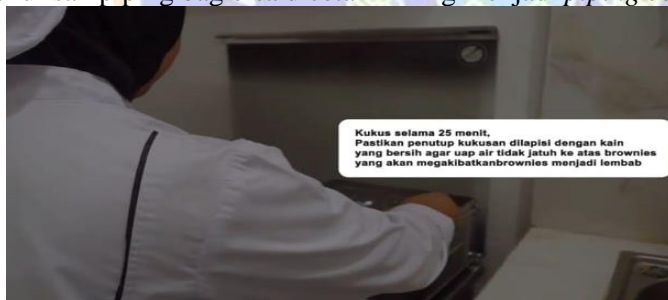 Kukus selama 25 menit,
Pastikan penutup kukusan dilapisi dengan kain
yang bersih agar uap air tidak jatuh ke atas brownies
yang akan megakibatkanbrownies menjadi lembab